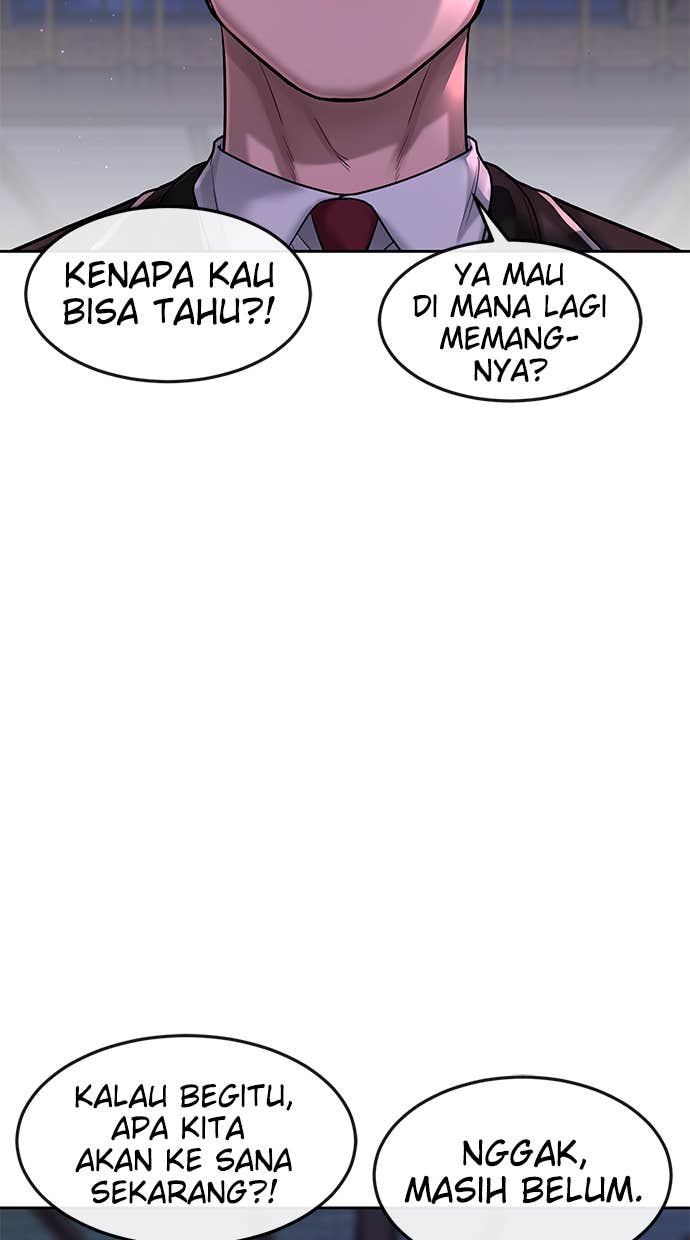 KENAPA KAU
BISA TAHU?!
YA MAU
DI MANA LAGI
MEMANG-
NYA?
KALAU BEGITU,
APA KITA
AKAN KE SANA
SEKARANG?!
NGGAK,
MASIH BELUM.